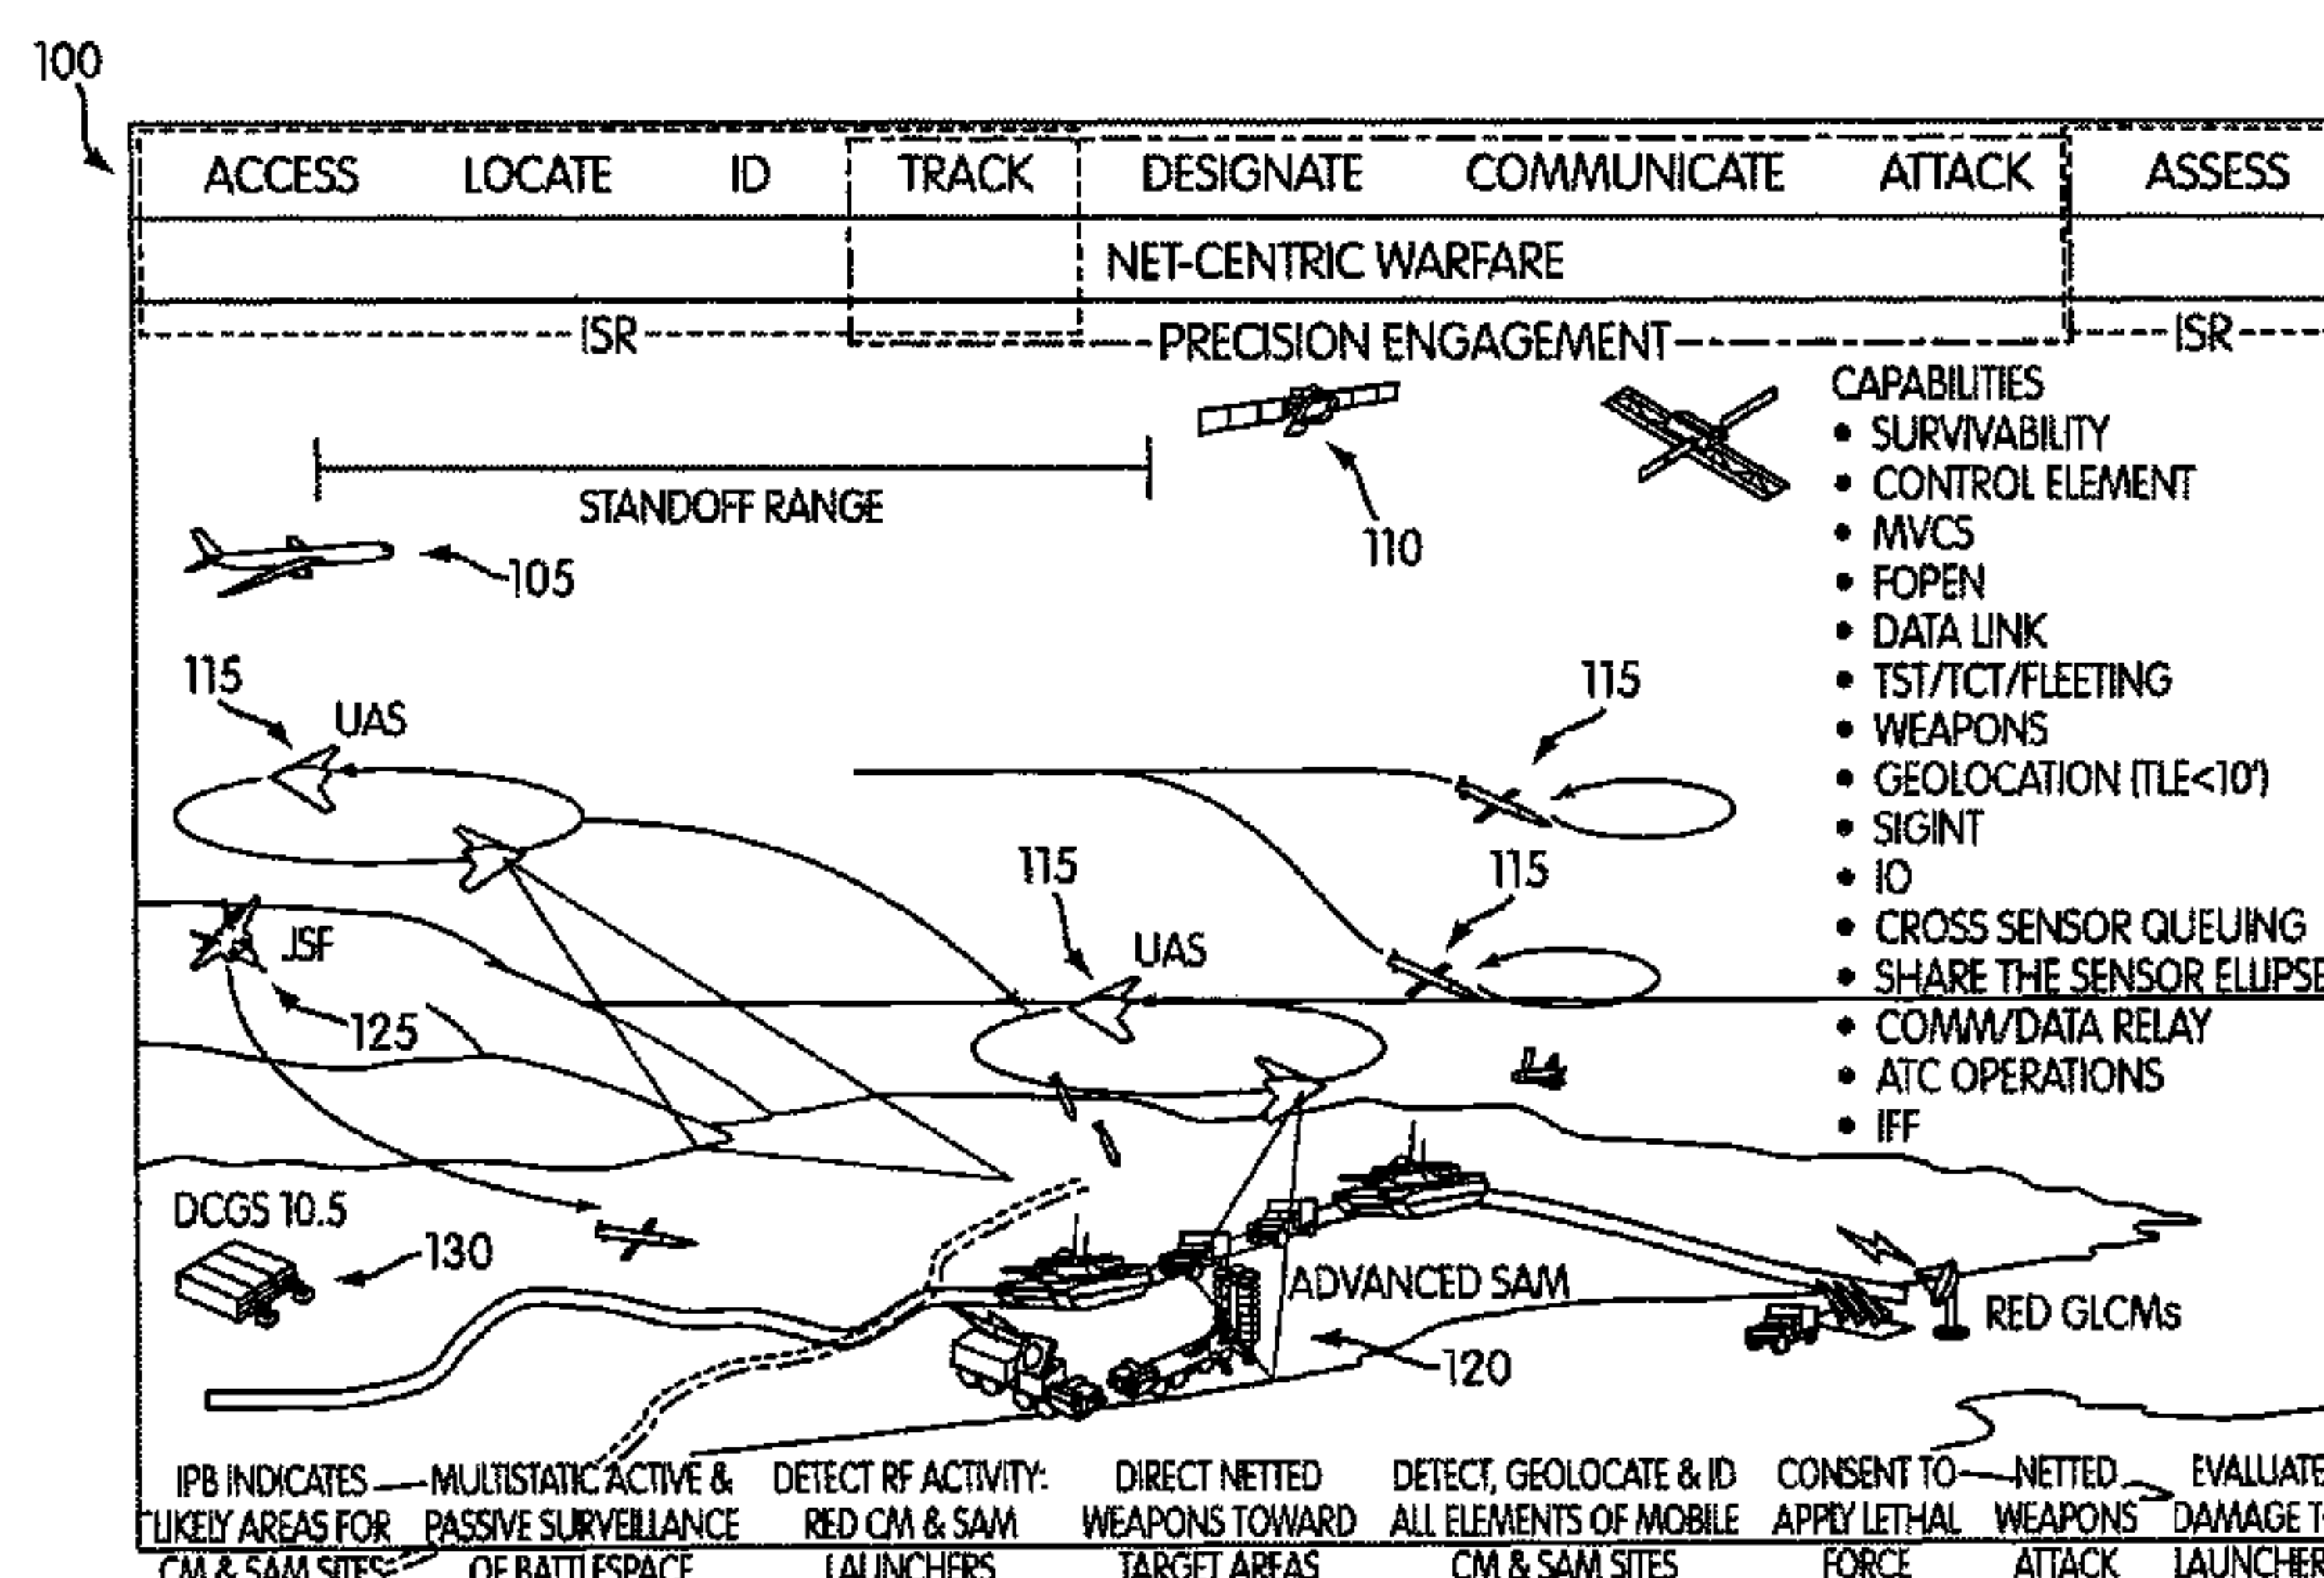 100
ACCESS LOCATE ID TRACK DESIGNATE COMMUNICATE ATTACK ASSESS
NET-CENTRIC WARFARE
ISR PRECISION ENGAGEMENT ISR
CAPABILITIES
• SURVIVABILITY
• CONTROL ELEMENT
• MVCS
• FOPEN
• DATA LINK
• TST/TCT/FLEETING
• WEAPONS
• GEOLOCATION (TLE<10')
• SIGINT
• IO
• CROSS SENSOR QUEUING
• SHARE THE SENSOR ELLIPSE
• COMM/DATA RELAY
• ATC OPERATIONS
• IFF
STANDOFF RANGE
110
105
115
UAS
115
115
115
UAS
JSF
125
DCGS 10.5
130
ADVANCED SAM
120
RED GLCMs
IPB INDICATES
LIKELY AREAS FOR
CM & SAM SITES
MULTISTATIC ACTIVE &
PASSIVE SURVEILLANCE
OF BATTLESPACE
DETECT RF ACTIVITY:
RED CM & SAM
LAUNCHERS
DIRECT NETTED
WEAPONS TOWARD
TARGET AREAS
DETECT, GEOLOCATE & ID
ALL ELEMENTS OF MOBILE
CM & SAM SITES
CONSENT TO
APPLY LETHAL
FORCE
NETTED
WEAPONS
ATTACK
EVALUATE
DAMAGE
LAUNCHER